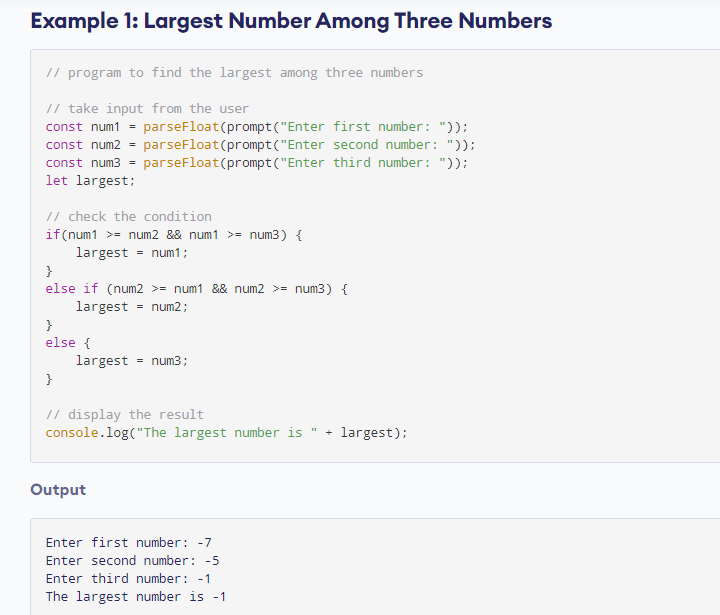 Example 1: Largest Number Among Three Numbers
// program to find the largest among three numbers
// take input from the user
const num1 = parseFloat(prompt("Enter first number: "));
const num2 = parseFloat(prompt("Enter second number: "));
const num3 = parseFloat(prompt("Enter third number: "));
let largest;
// check the condition
if(num1 >= num2 && num1 >= num3) {
    largest = num1;
}
else if (num2 >= num1 && num2 >= num3) {
    largest = num2;
}
else {
    largest = num3;
}
// display the result
console.log("The largest number is " + largest);
Output
Enter first number: -7
Enter second number: -5
Enter third number: -1
The largest number is -1